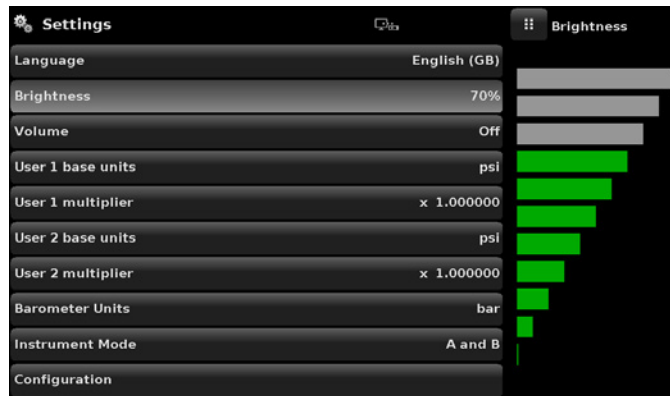 Settings
Brightness
Language English (GB)
Brightness 70%
Volume Off
User 1 base units psi
User 1 multiplier x 1.000000
User 2 base units psi
User 2 multiplier x 1.000000
Barometer Units bar
Instrument Mode A and B
Configuration